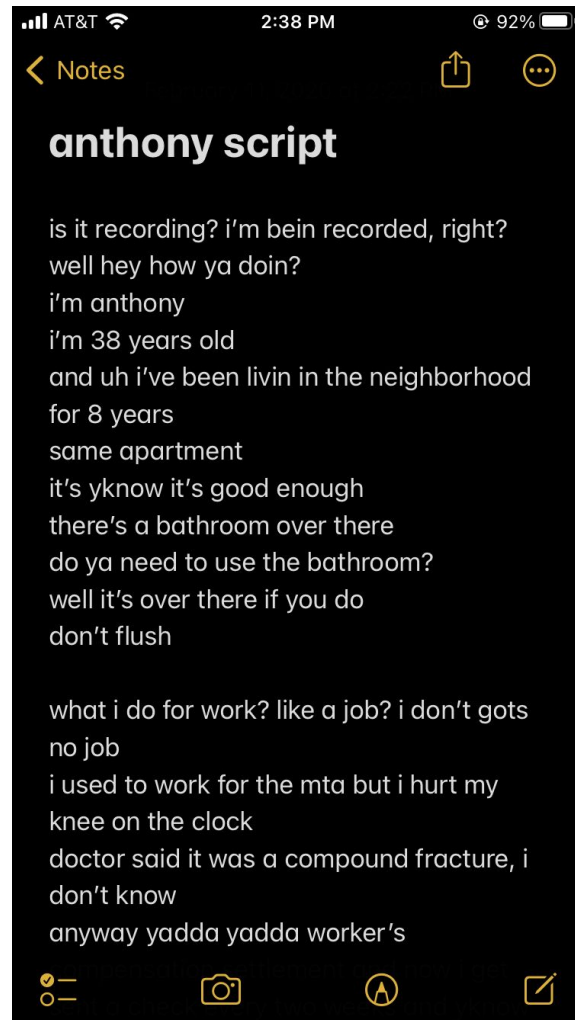 AT&T 2:38 PM 92%
Notes
anthony script
is it recording? i'm bein recorded, right?
well hey how ya doin?
i'm anthony
i'm 38 years old
and uh i've been livin in the neighborhood
for 8 years
same apartment
it's yknow it's good enough
there's a bathroom over there
do ya need to use the bathroom?
well it's over there if you do
don't flush
what i do for work? like a job? i don't gots
no job
i used to work for the mta but i hurt my
knee on the clock
doctor said it was a compound fracture, i
don't know
anyway yadda yadda worker's